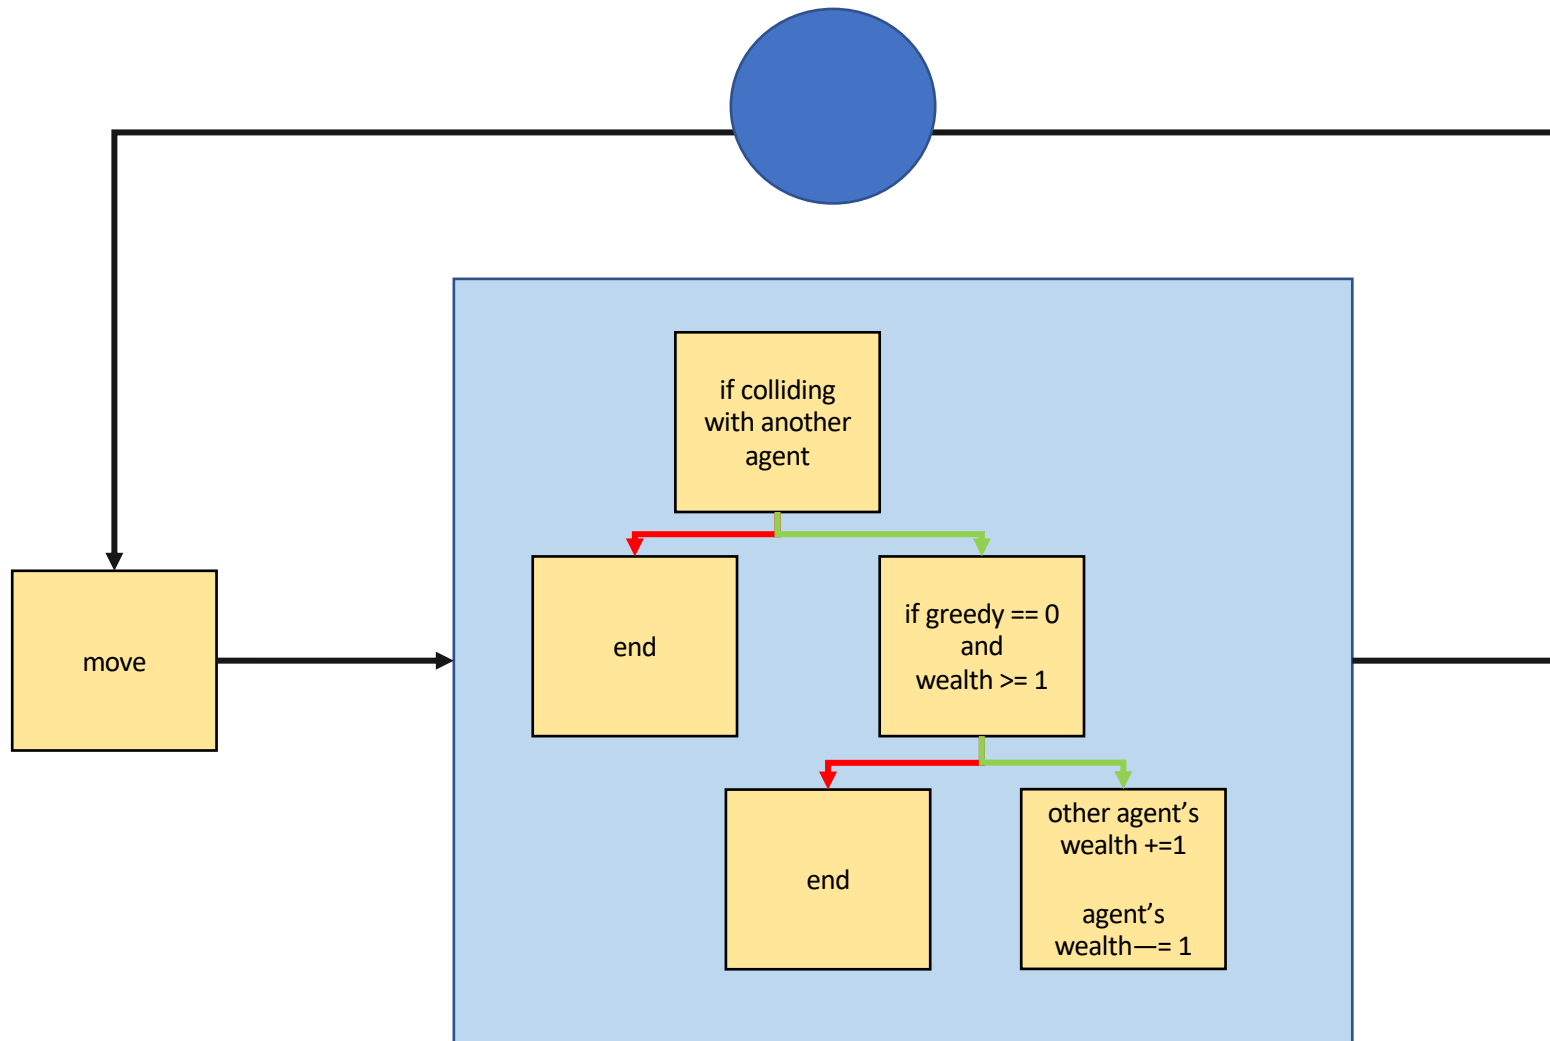 if colliding
with another
agent
move
end
if greedy == 0
and
wealth >= 1
end
other agent’s
wealth +=1
agent’s
wealth—= 1